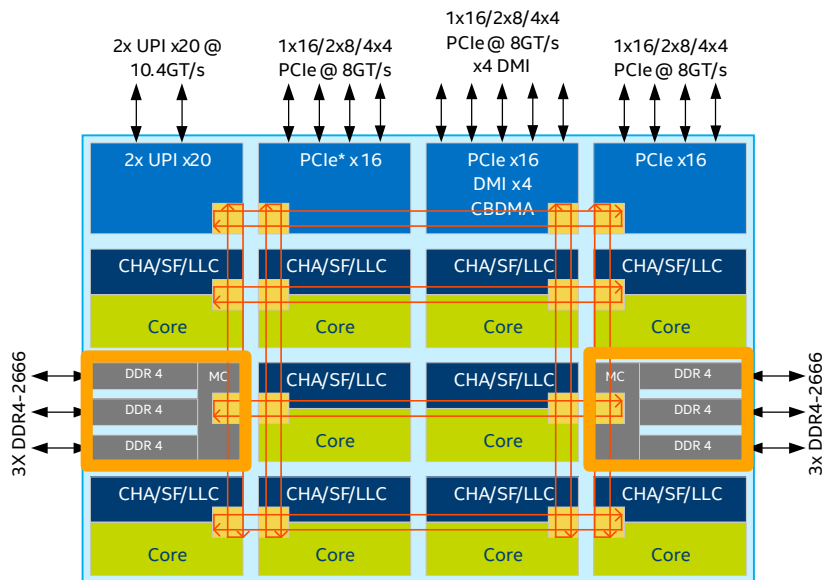 2x UPI x20 @
10.4GT/s
1x16/2x8/4x4
PCIe @ 8GT/s
1x16/2x8/4x4
PCIe @ 8GT/s
x4 DMI
1x16/2x8/4x4
PCIe @ 8GT/s
2x UPI x20
PCIe* x16
PCIe x16
DMI x4
CBDMA
PCIe x16
CHA/SF/LLC
CHA/SF/LLC
CHA/SF/LLC
CHA/SF/LLC
Core
Core
Core
Core
3X DDR4-2666
DDR 4
DDR 4
DDR 4
MC
CHA/SF/LLC
CHA/SF/LLC
Core
Core
MC
DDR 4
DDR 4
DDR 4
3x DDR4-2666
CHA/SF/LLC
CHA/SF/LLC
CHA/SF/LLC
CHA/SF/LLC
Core
Core
Core
Core